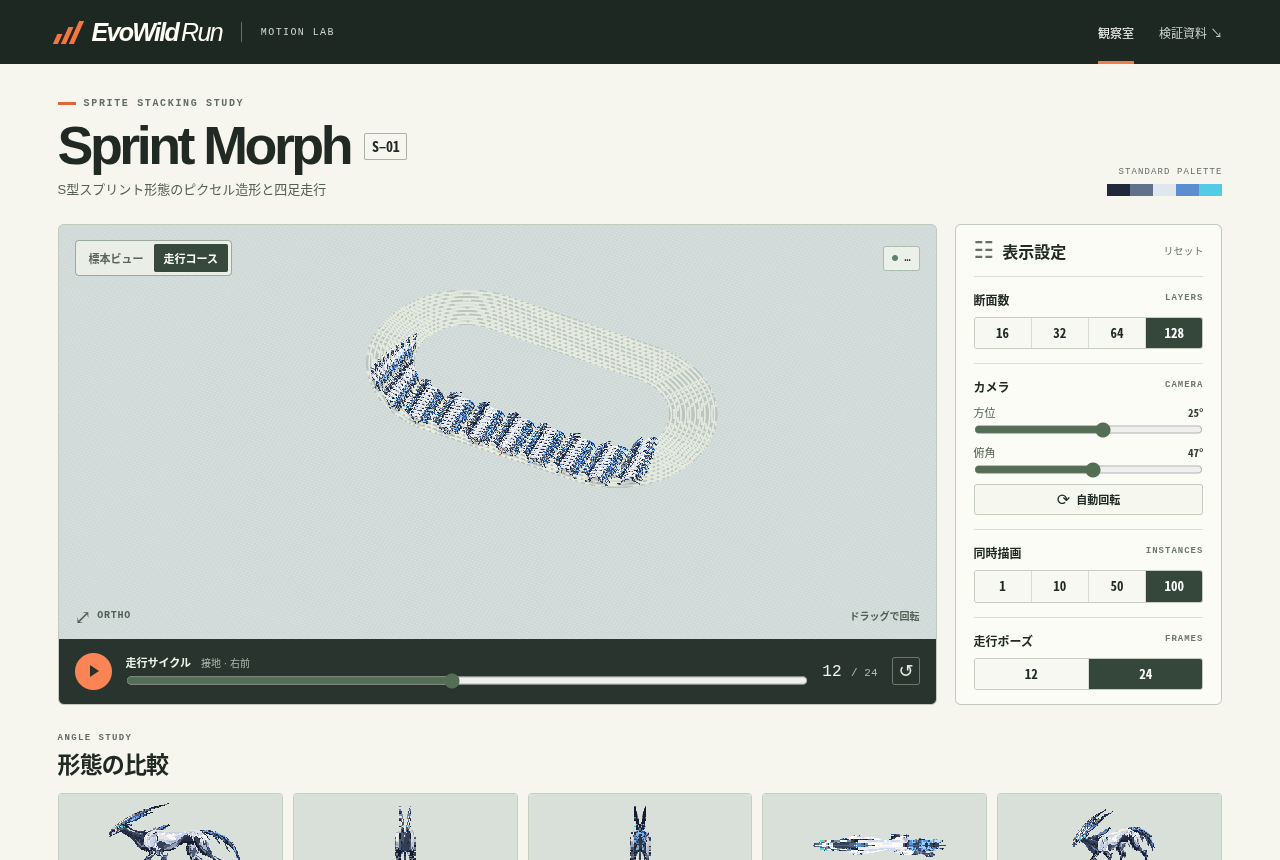 EvoWild Run
MOTION LAB
観察室
検証資料 ↘
SPRITE STACKING STUDY
Sprint Morph
S–01
S型スプリント形態のピクセル造形と四足走行
STANDARD PALETTE
標本ビュー
走行コース
…
ORTHO
ドラッグで回転
走行サイクル
接地 · 右前
12 / 24
↺
表示設定
リセット
断面数
LAYERS
16
32
64
128
カメラ
CAMERA
方位
25°
俯角
47°
⟳ 自動回転
同時描画
INSTANCES
1
10
50
100
走行ポーズ
FRAMES
12
24
ANGLE STUDY
形態の比較